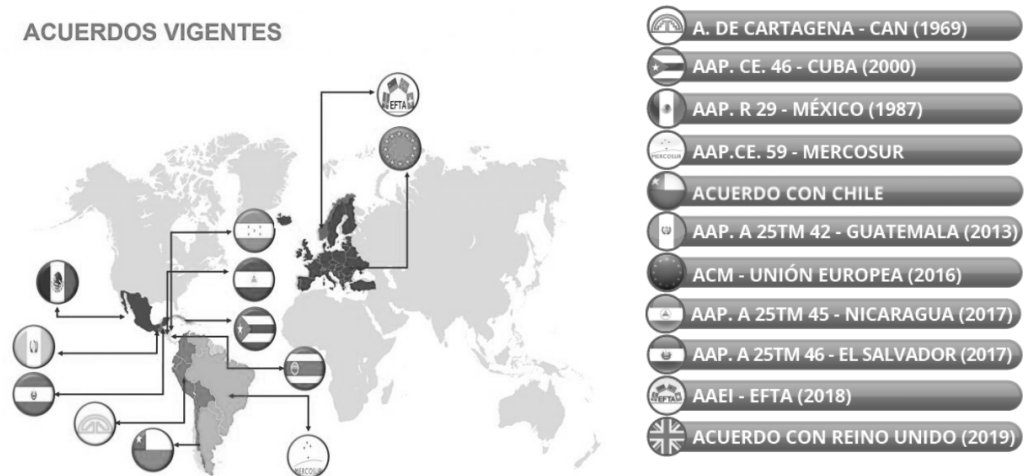 ACUERDOS VIGENTES
EFTA
MERCOSUR
A. DE CARTAGENA - CAN (1969)
AAP. CE. 46 - CUBA (2000)
AAP. R 29 - MÉXICO (1987)
MERCOSUR
AAP.CE. 59 - MERCOSUR
ACUERDO CON CHILE
AAP. A 25TM 42 - GUATEMALA (2013)
ACM - UNIÓN EUROPEA (2016)
AAP. A 25TM 45 - NICARAGUA (2017)
AAP. A 25TM 46 - EL SALVADOR (2017)
EFTA
AAEI - EFTA (2018)
ACUERDO CON REINO UNIDO (2019)